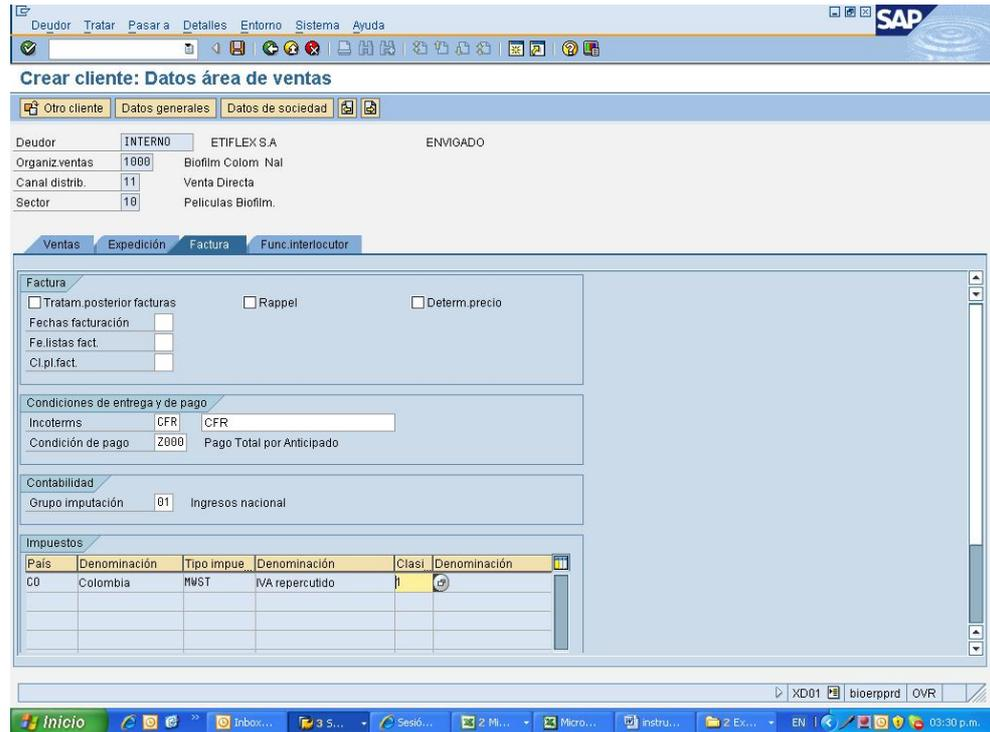 Deudor Tratar Pasar a Detalles Entorno Sistema Ayuda
SAP
Crear cliente: Datos área de ventas
Otro cliente Datos generales Datos de sociedad
Deudor INTERNO ETIFLEX S.A ENVIGADO
Organiz.ventas 1000 Biofilm Colom Nal
Canal distrib. 11 Venta Directa
Sector 10 Peliculas Biofilm.
Ventas Expedición Factura Func.interlocutor
Factura
Tratam.posterior facturas Rappel Determ.precio
Fechas facturación
Fe.listas fact.
Cl.pl.fact.
Condiciones de entrega y de pago
Incoterms CFR CFR
Condición de pago Z000 Pago Total por Anticipado
Contabilidad
Grupo imputación 01 Ingresos nacional
Impuestos
País Denominación Tipo impue... Denominación Clasi... Denominación
CO Colombia MWST IVA repercutido 1
XD01 bioerpprd OVR
Inicio » Inbox... 3 S... Sesió... 2 Mi... Micro... instru... 2 Ex... EN 03:30 p.m.